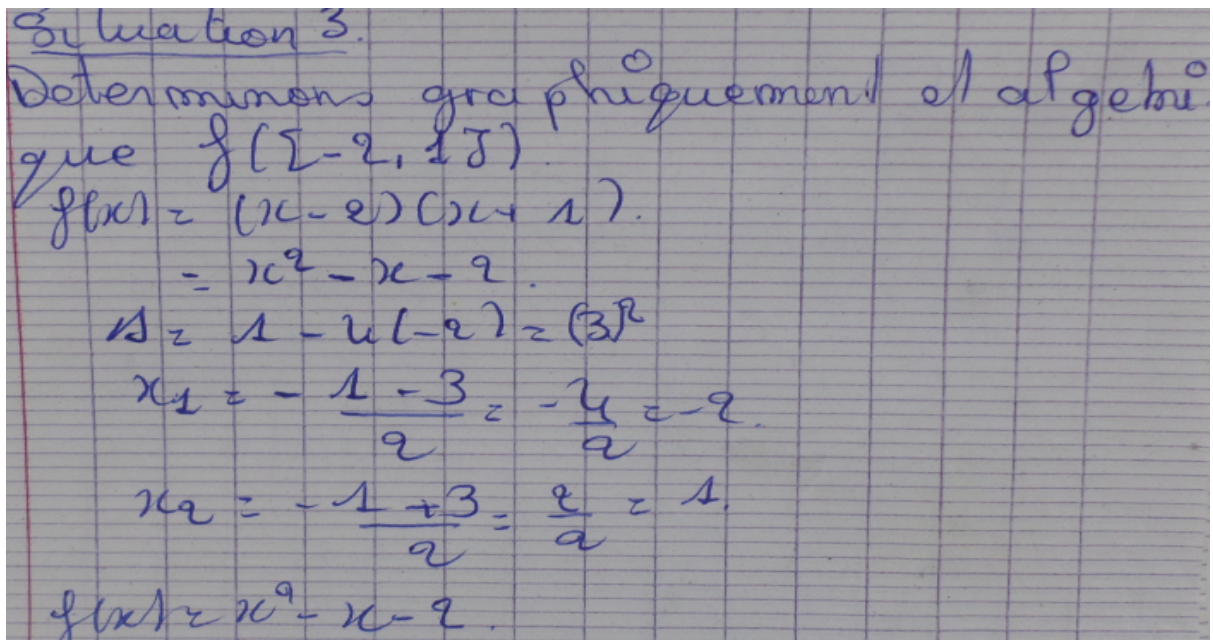 Situation 3.
Determinons graphiquement et algebri
que f([-2, 1])
f(x) = (x-2)(x+1).
= x² - x - 2.
Δ = 1 - 4(-2) = (3)²
x1 = - 1 - 3 / 2 = - 4 / 2 = -2.
x2 = - 1 + 3 / 2 = 2 / 2 = 1.
f(x) = x² - x - 2.